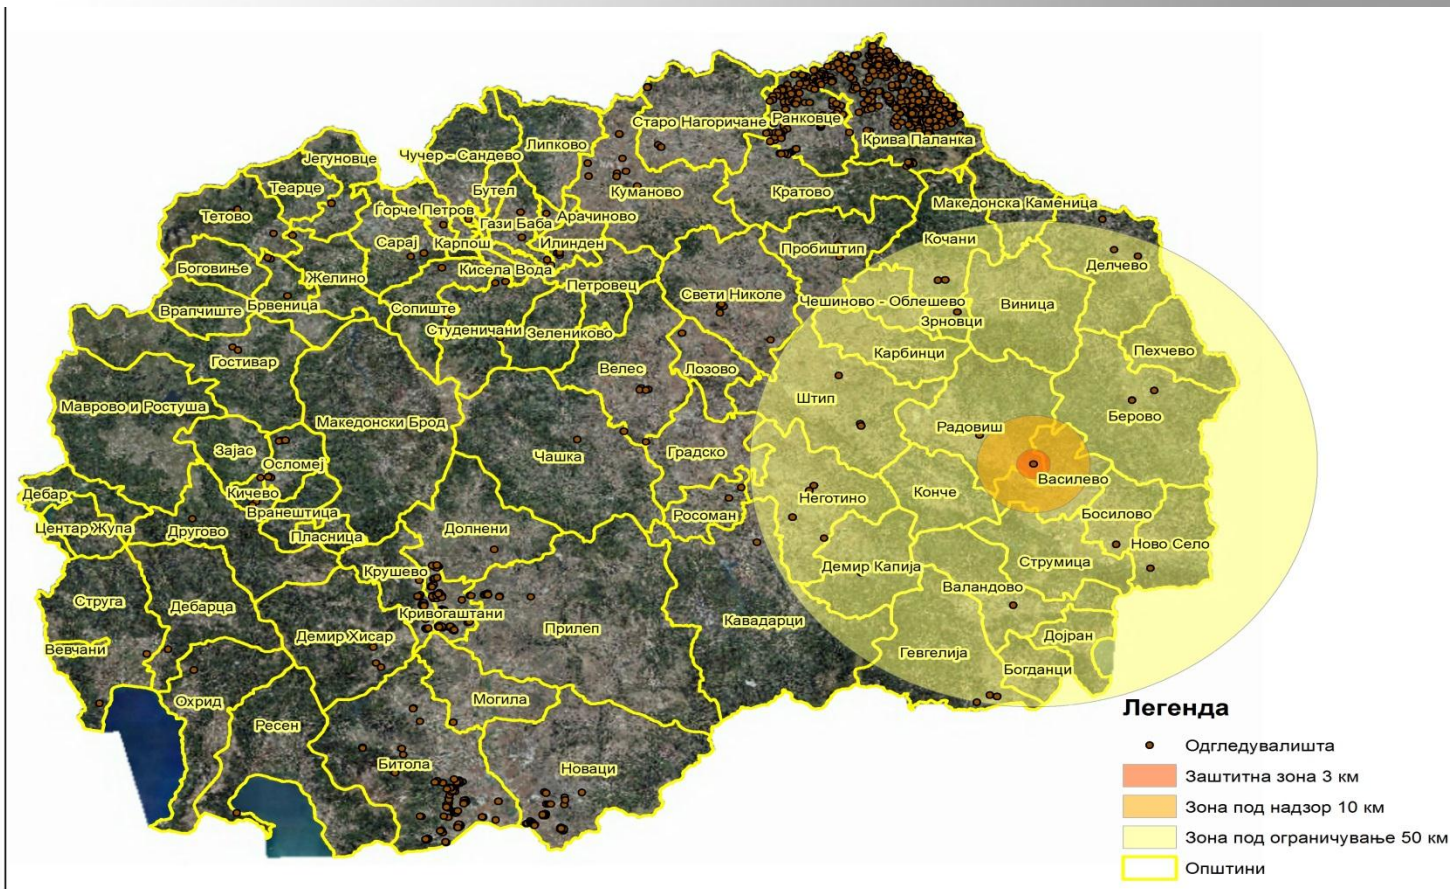 Старо Нагоричане
Ранковце
Крива Паланка
Липково
Чучер - Сандево
Јегуновце
Теарце
Бутел
Куманово
Кратово
Македонска Каменица
Тетово
Ѓорче Петров
Гази Баба
Арачиново
Сарај
Карпош
Илинден
Пробиштип
Кочани
Делчево
Боговиње
Желино
Кисела Вода
Петровец
Свети Николе
Чешиново - Облешево
Виница
Врапчиште
Брвеница
Сопиште
Студеничани
Зелениково
Зрновци
Гостивар
Велес
Лозово
Карбинци
Пехчево
Маврово и Ростуша
Македонски Брод
Штип
Берово
Зајас
Осломеј
Чашка
Градско
Радовиш
Василево
Дебар
Кичево
Вранештица
Неготино
Конче
Центар Жупа
Другово
Пласница
Долнени
Росоман
Босилово
Ново Село
Крушево
Демир Капија
Струмица
Струга
Дебарца
Кривогаштани
Валандово
Вевчани
Демир Хисар
Прилеп
Кавадарци
Гевгелија
Дојран
Богданци
Охрид
Ресен
Могила
Битола
Новаци
Легенда
Одгледувалишта
Заштитна зона 3 км
Зона под надзор 10 км
Зона под ограничување 50 км
Општини